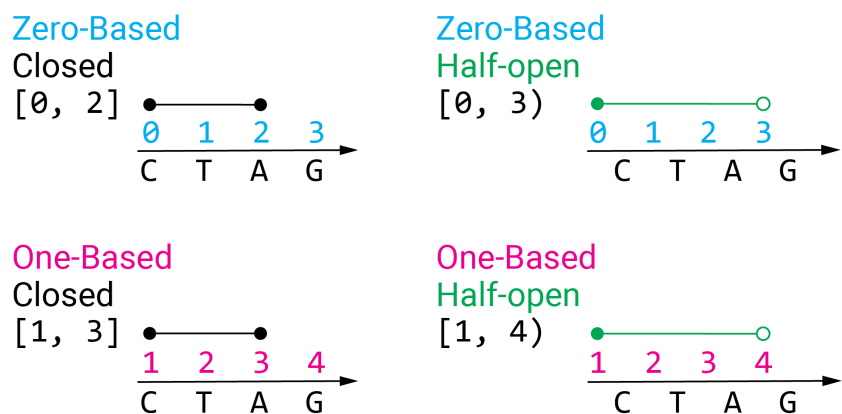 Zero-Based
Closed
[0, 2]
0 1 2 3
C T A G
Zero-Based
Half-open
[0, 3)
0 1 2 3
C T A G
One-Based
Closed
[1, 3]
1 2 3 4
C T A G
One-Based
Half-open
[1, 4)
1 2 3 4
C T A G